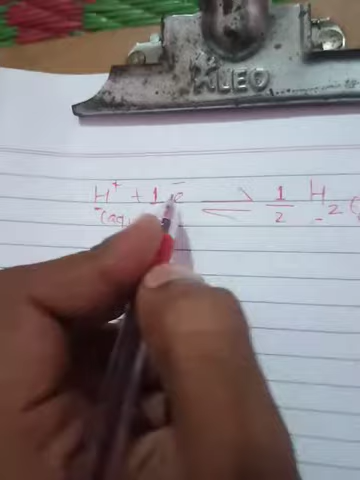 KLEO
H⁺ + 1e⁻ ⇌ 1/2 H₂ (
(aq